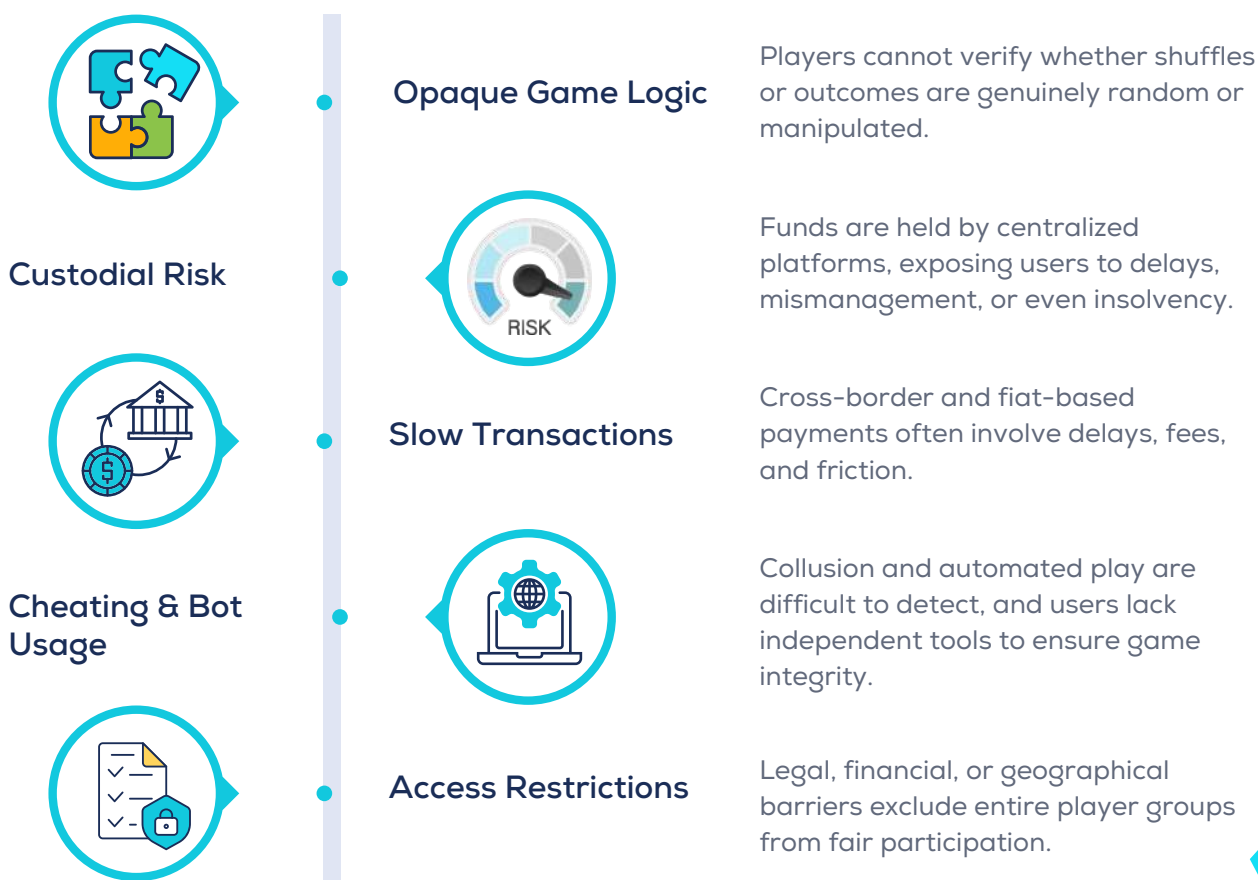 Opaque Game Logic
Players cannot verify whether shuffles
or outcomes are genuinely random or
manipulated.
Custodial Risk
RISK
Funds are held by centralized
platforms, exposing users to delays,
mismanagement, or even insolvency.
$
$
Slow Transactions
Cross-border and fiat-based
payments often involve delays, fees,
and friction.
Cheating & Bot
Usage
Collusion and automated play are
difficult to detect, and users lack
independent tools to ensure game
integrity.
Access Restrictions
Legal, financial, or geographical
barriers exclude entire player groups
from fair participation.